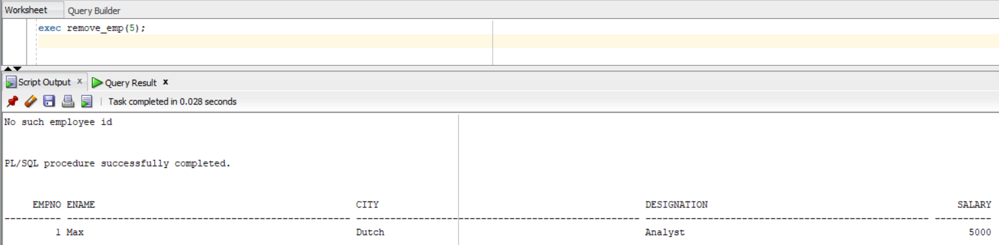 Worksheet Query Builder
exec remove_emp(5);
Script Output x Query Result x
Task completed in 0.028 seconds
No such employee id
PL/SQL procedure successfully completed.
EMPNO ENAME CITY DESIGNATION SALARY
---------- -------------------------------------------------- -------------------------------------------------- -------------------------------------------------- ----------
1 Max Dutch Analyst 5000